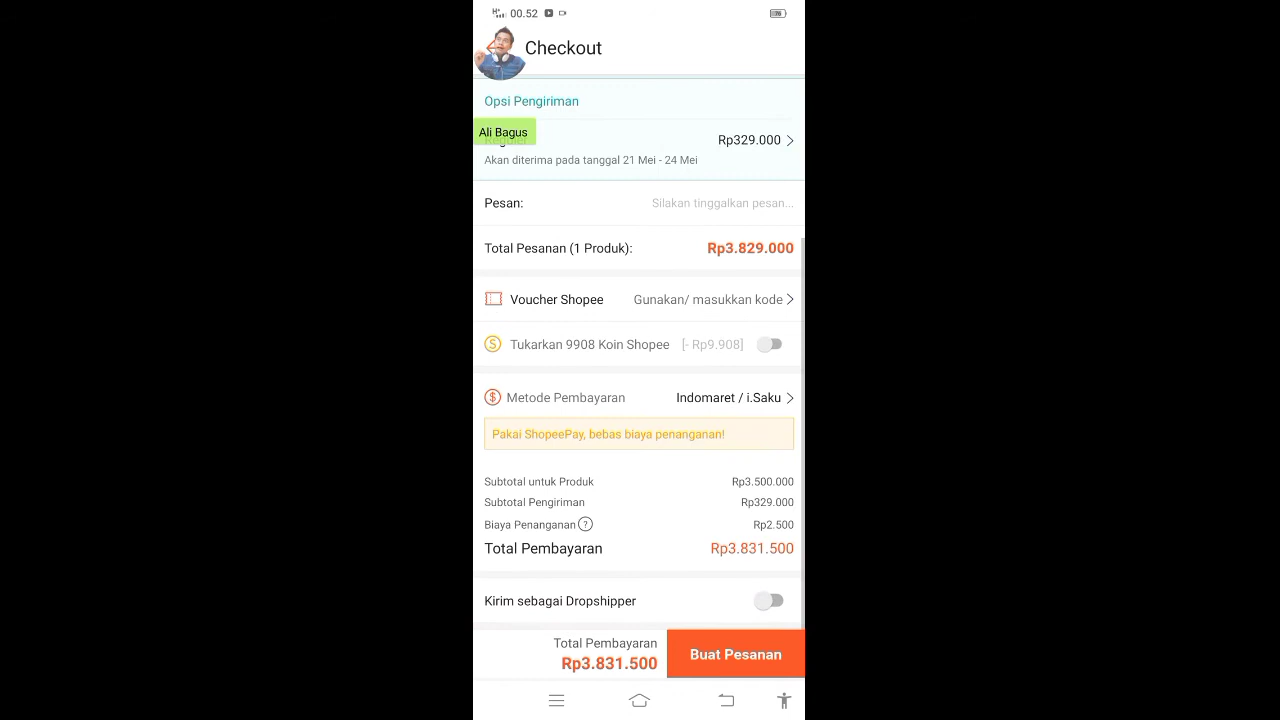 00.52
Checkout
Opsi Pengiriman
Ali Bagus
Rp329.000
Akan diterima pada tanggal 21 Mei - 24 Mei
Pesan: Silakan tinggalkan pesan...
Total Pesanan (1 Produk): Rp3.829.000
Voucher Shopee Gunakan/ masukkan kode
Tukarkan 9908 Koin Shopee [- Rp9.908]
Metode Pembayaran Indomaret / i.Saku
Pakai ShopeePay, bebas biaya penanganan!
Subtotal untuk Produk Rp3.500.000
Subtotal Pengiriman Rp329.000
Biaya Penanganan ? Rp2.500
Total Pembayaran Rp3.831.500
Kirim sebagai Dropshipper
Total Pembayaran
Rp3.831.500
Buat Pesanan